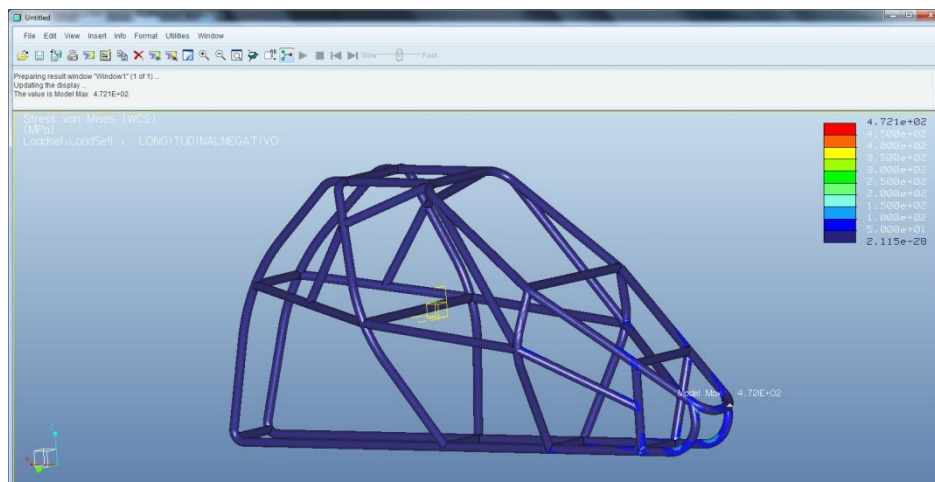 Untitled
File Edit View Insert Info Format Utilities Window
Slow Fast
Preparing result window "Window1" (1 of 1) ...
Updating the display ...
The value is Model Max 4.721E+02.
Stress von Mises (WCS)
(MPa)
Loadset:LoadSet1 : LONGITUDINALNEGATIVO
4.721e+02
4.500e+02
4.000e+02
3.500e+02
3.000e+02
2.500e+02
2.000e+02
1.500e+02
1.000e+02
5.000e+01
2.115e-28
Model Max 4.721E+02